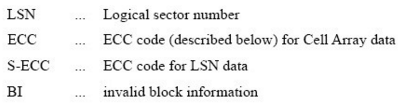 LSN ... Logical sector number
ECC ... ECC code (described below) for Cell Array data
S-ECC ... ECC code for LSN data
BI ... invalid block information